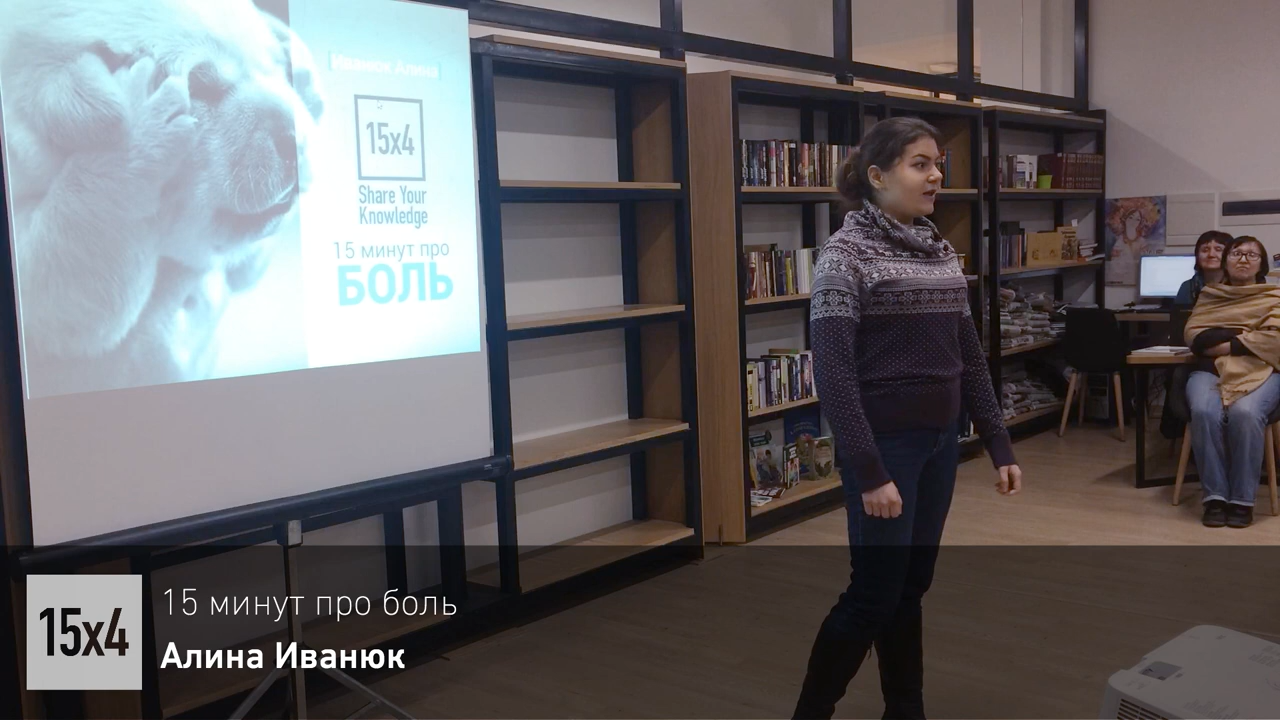 Иванюк Алина
15x4
Share Your
Knowledge
15 минут про
БОЛЬ
15x4
15 минут про боль
Алина Иванюк